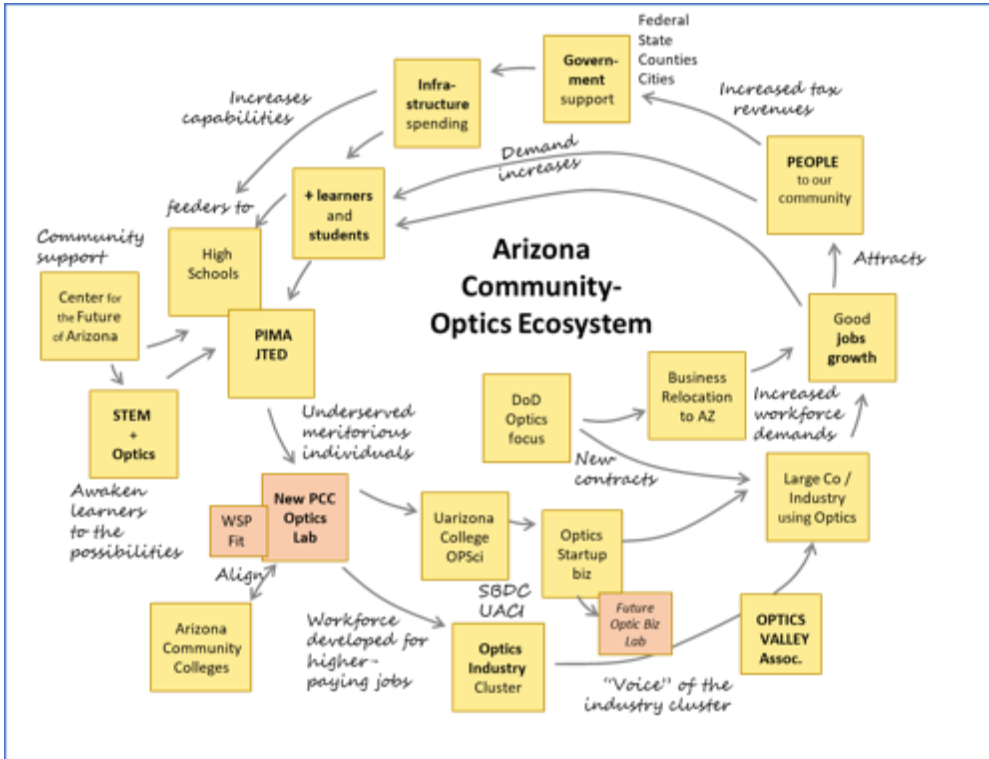 Federal
State
Counties
Cities
Govern-
ment
support
Infra-
structure
spending
Increases
capabilities
Increased tax
revenues
Demand
increases
PEOPLE
to our
community
+ learners
and
students
feeders to
High
Schools
Community
support
Center for
the Future
of Arizona
PIMA
JTED
Arizona
Community-
Optics Ecosystem
Attracts
Good
jobs
growth
Business
Relocation
to AZ
Increased
workforce
demands
DoD
Optics
focus
New
contracts
STEM
+
Optics
Underserved
meritorious
individuals
Awaken
learners
to the
possibilities
New PCC
Optics
Lab
WSP
Fit
Large Co /
Industry
using Optics
Uarizona
College
OPSci
Optics
Startup
biz
SBDC
UACI
Align
Arizona
Community
Colleges
Workforce
developed for
higher-
paying jobs
Future
Optic Biz
Lab
OPTICS
VALLEY
Assoc.
Optics
Industry
Cluster
"Voice" of the
industry cluster